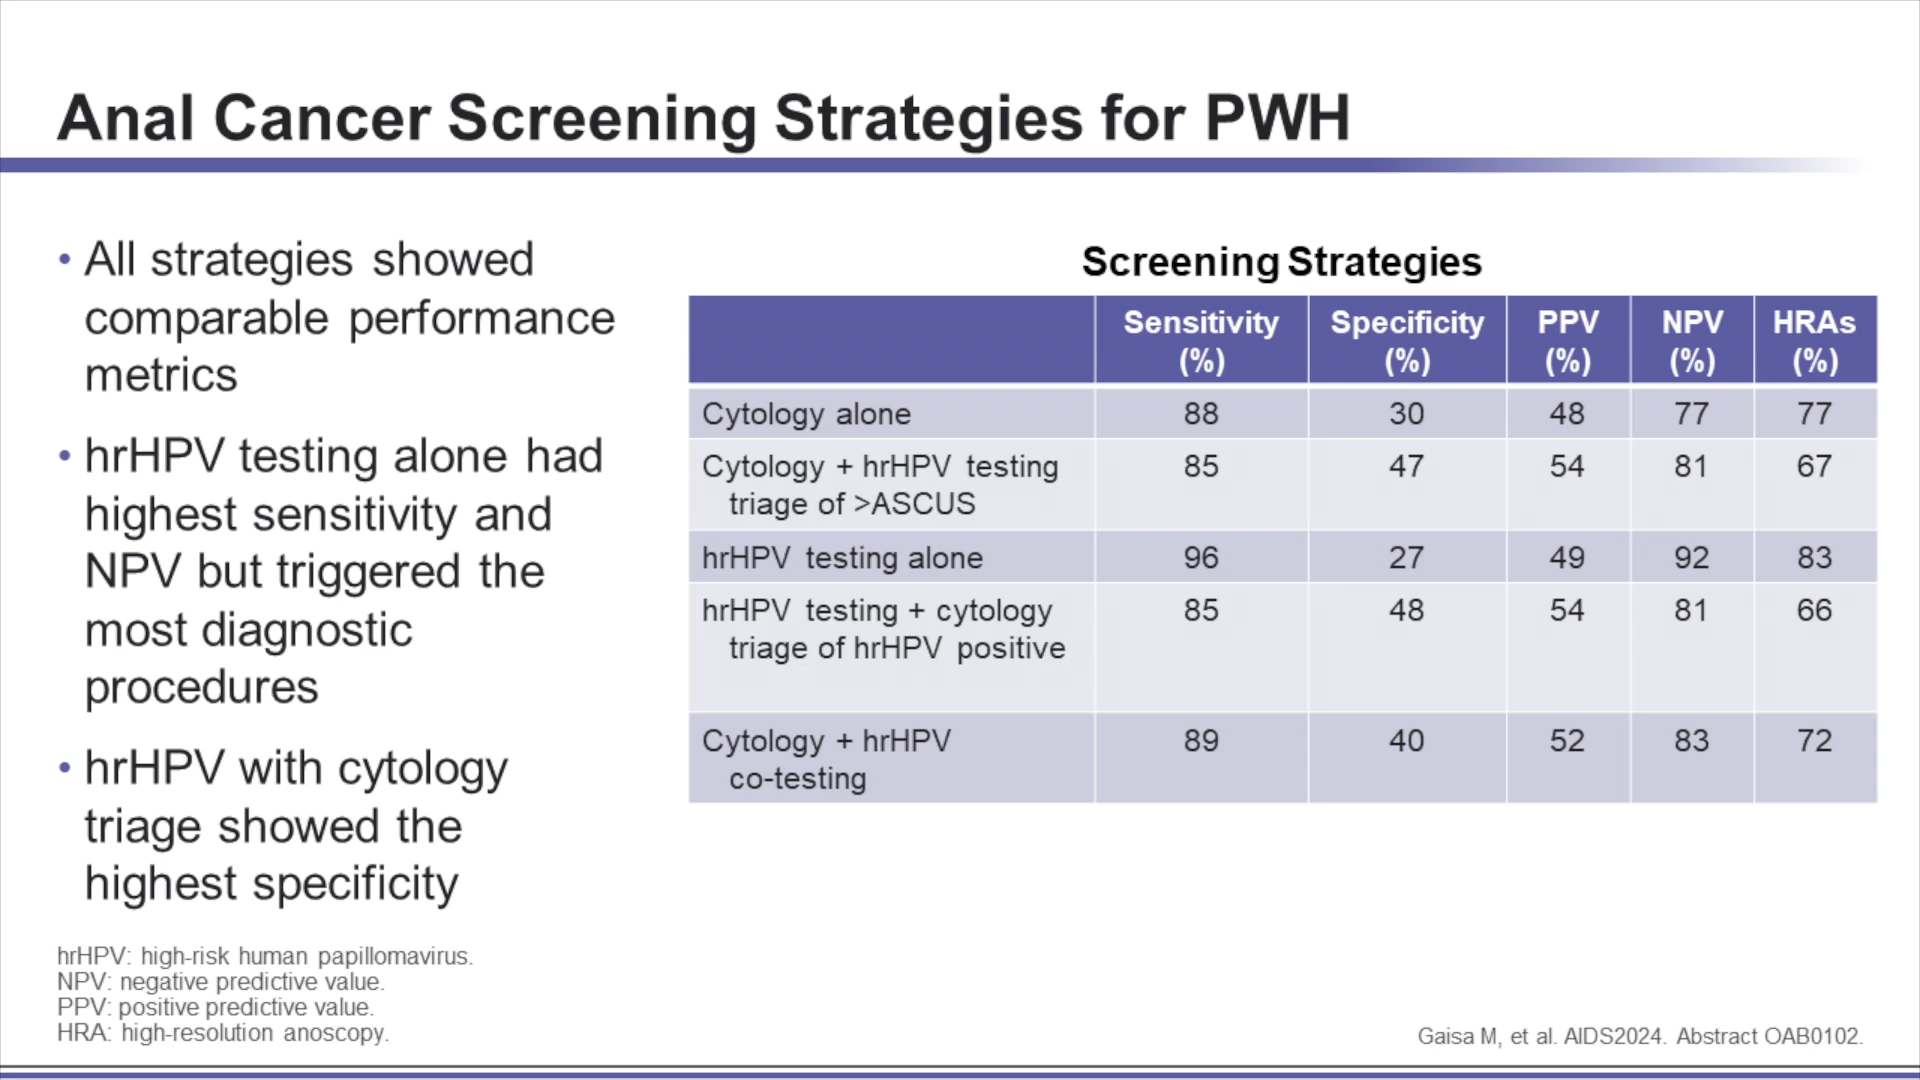 Anal Cancer Screening Strategies for PWH
• All strategies showed
comparable performance
metrics
• hrHPV testing alone had
highest sensitivity and
NPV but triggered the
most diagnostic
procedures
• hrHPV with cytology
triage showed the
highest specificity
Screening Strategies
Sensitivity (%) Specificity (%) PPV (%) NPV (%) HRAs (%)
Cytology alone 88 30 48 77 77
Cytology + hrHPV testing 85 47 54 81 67
triage of >ASCUS
hrHPV testing alone 96 27 49 92 83
hrHPV testing + cytology 85 48 54 81 66
triage of hrHPV positive
Cytology + hrHPV 89 40 52 83 72
co-testing
hrHPV: high-risk human papillomavirus.
NPV: negative predictive value.
PPV: positive predictive value.
HRA: high-resolution anoscopy.
Gaisa M, et al. AIDS2024. Abstract OAB0102.